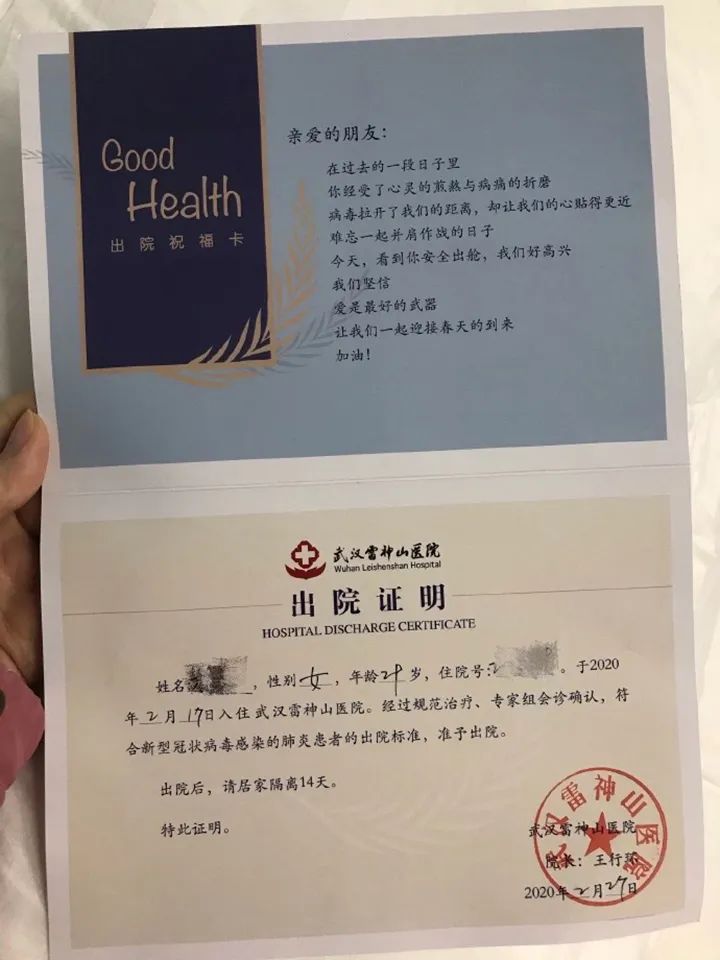 Good
Health
出院祝福卡
亲爱的朋友：
在过去的一段日子里
你经受了心灵的煎熬与病痛的折磨
病毒拉开了我们的距离，却让我们的心贴得更近
难忘一起并肩作战的日子
今天，看到你安全出舱，我们好高兴
我们坚信
爱是最好的武器
让我们一起迎接春天的到来
加油！
武汉雷神山医院
Wuhan Leishenshan Hospital
出院证明
HOSPITAL DISCHARGE CERTIFICATE
姓名，性别女，年龄29岁，住院号：。于2020
年2月17日入住武汉雷神山医院。经过规范治疗、专家组会诊确认，符
合新型冠状病毒感染的肺炎患者的出院标准，准予出院。
出院后，请居家隔离14天。
特此证明。
武汉雷神山医院
武汉雷神山医院
院长：王行环
2020年2月27日